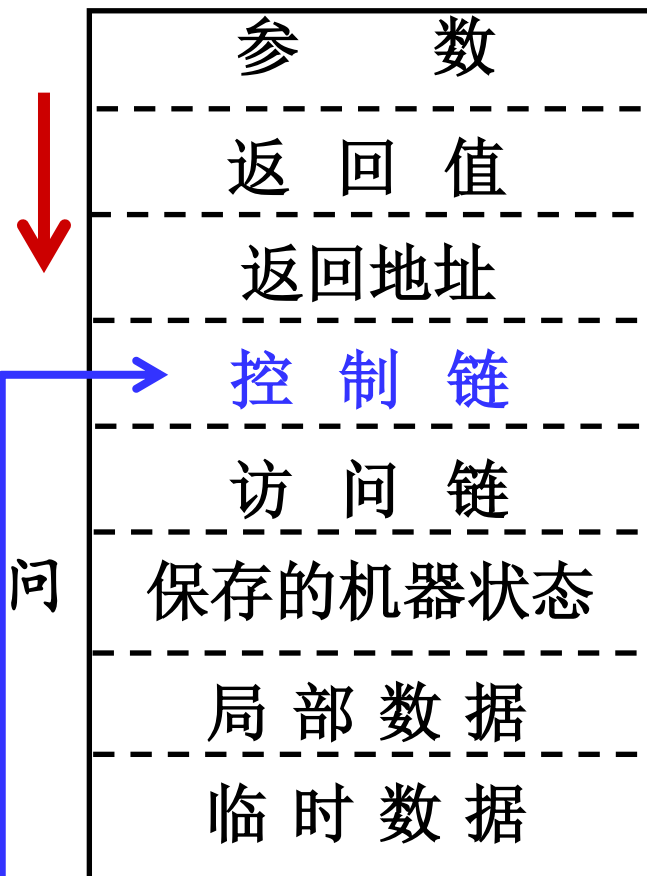 参 数
返 回 值
返回地址
控 制 链
访 问 链
问
保存的机器状态
局 部 数 据
临 时 数 据